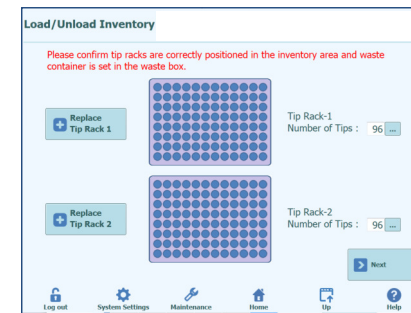 Load/Unload Inventory
Please confirm tip racks are correctly positioned in the inventory area and waste
container is set in the waste box.
Replace
Tip Rack 1
Tip Rack-1
Number of Tips : 96 ...
Replace
Tip Rack 2
Tip Rack-2
Number of Tips : 96 ...
Next
Log out
System Settings
Maintenance
Home
Up
Help